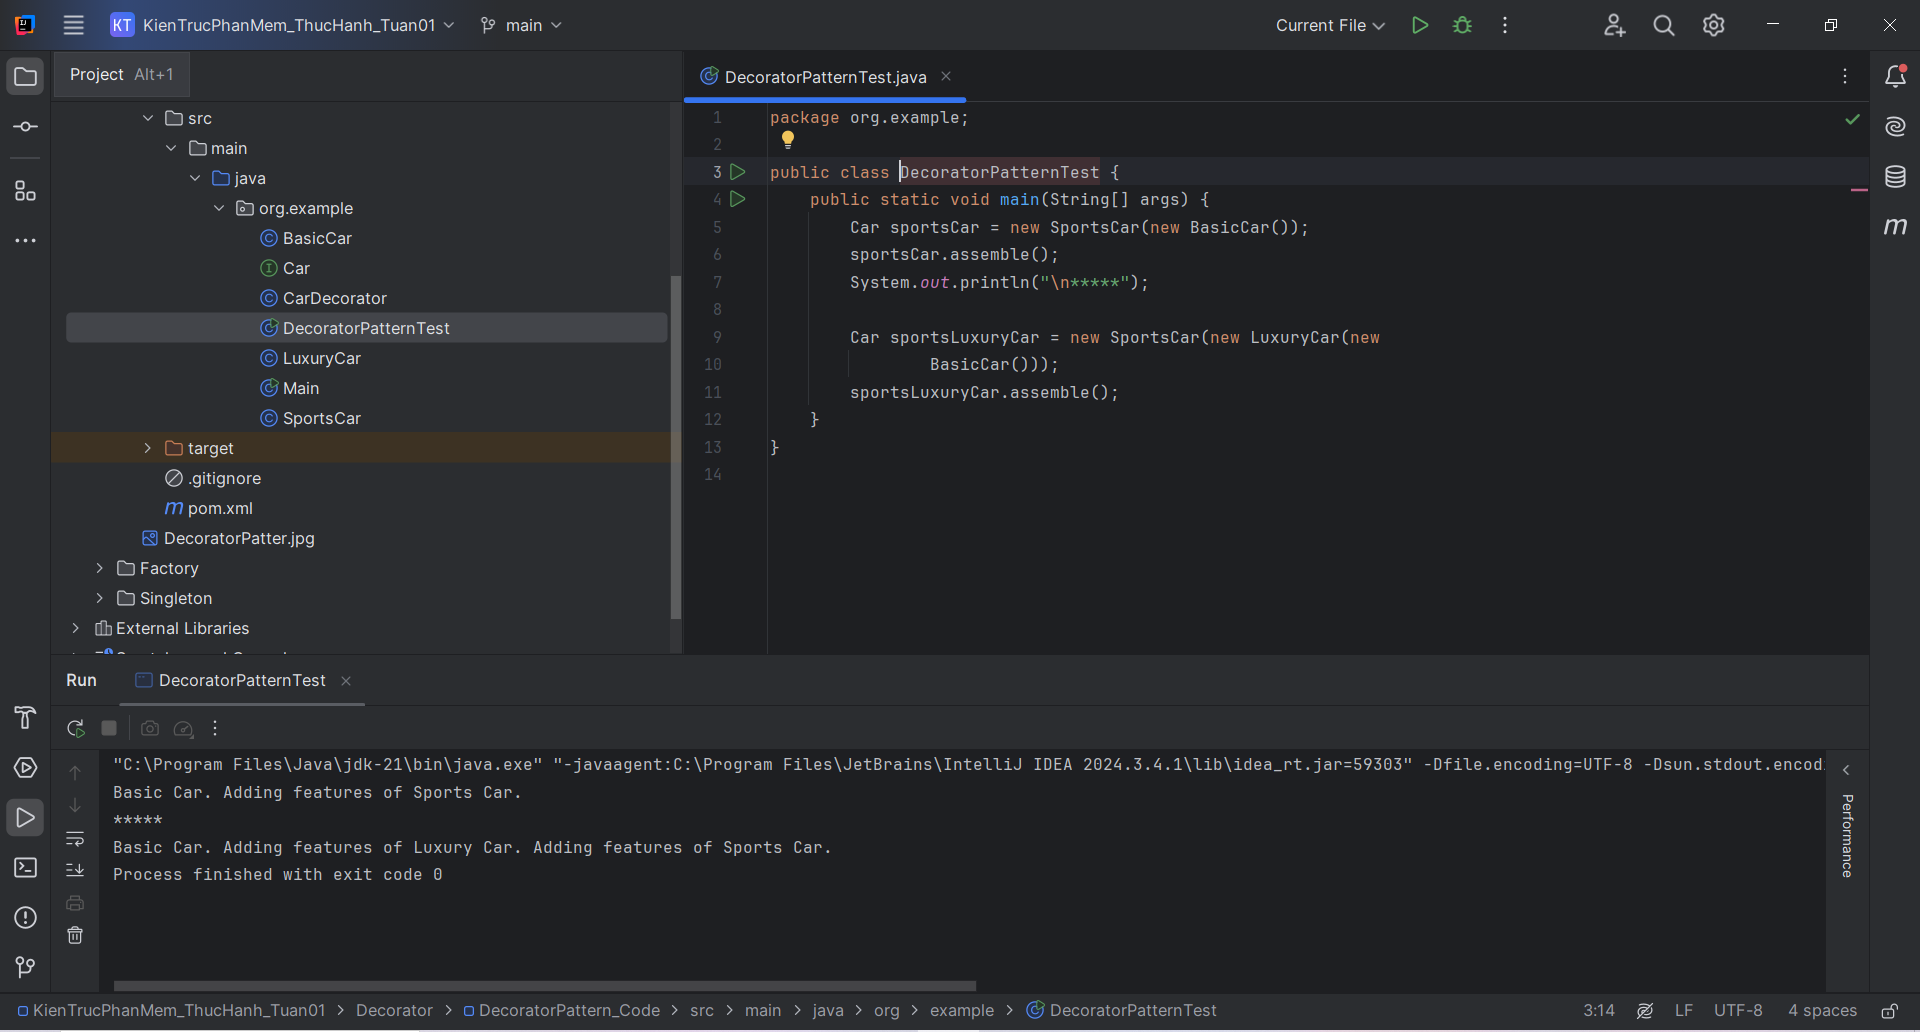 KT KienTrucPhanMem_ThucHanh_Tuan01 main Current File
Project Alt+1
src
main
java
org.example
BasicCar
Car
CarDecorator
DecoratorPatternTest
LuxuryCar
Main
SportsCar
target
.gitignore
pom.xml
DecoratorPatter.jpg
Factory
Singleton
External Libraries
DecoratorPatternTest.java
1 package org.example;
2
3 public class DecoratorPatternTest {
4 public static void main(String[] args) {
5 Car sportsCar = new SportsCar(new BasicCar());
6 sportsCar.assemble();
7 System.out.println("\n*****");
8
9 Car sportsLuxuryCar = new SportsCar(new LuxuryCar(new
10 BasicCar()));
11 sportsLuxuryCar.assemble();
12 }
13 }
14
Run DecoratorPatternTest
"C:\Program Files\Java\jdk-21\bin\java.exe" "-javaagent:C:\Program Files\JetBrains\IntelliJ IDEA 2024.3.4.1\lib\idea_rt.jar=59303" -Dfile.encoding=UTF-8 -Dsun.stdout.encodi
Basic Car. Adding features of Sports Car.
*****
Basic Car. Adding features of Luxury Car. Adding features of Sports Car.
Process finished with exit code 0
Performance
KienTrucPhanMem_ThucHanh_Tuan01 > Decorator > DecoratorPattern_Code > src > main > java > org > example > DecoratorPatternTest 3:14 LF UTF-8 4 spaces